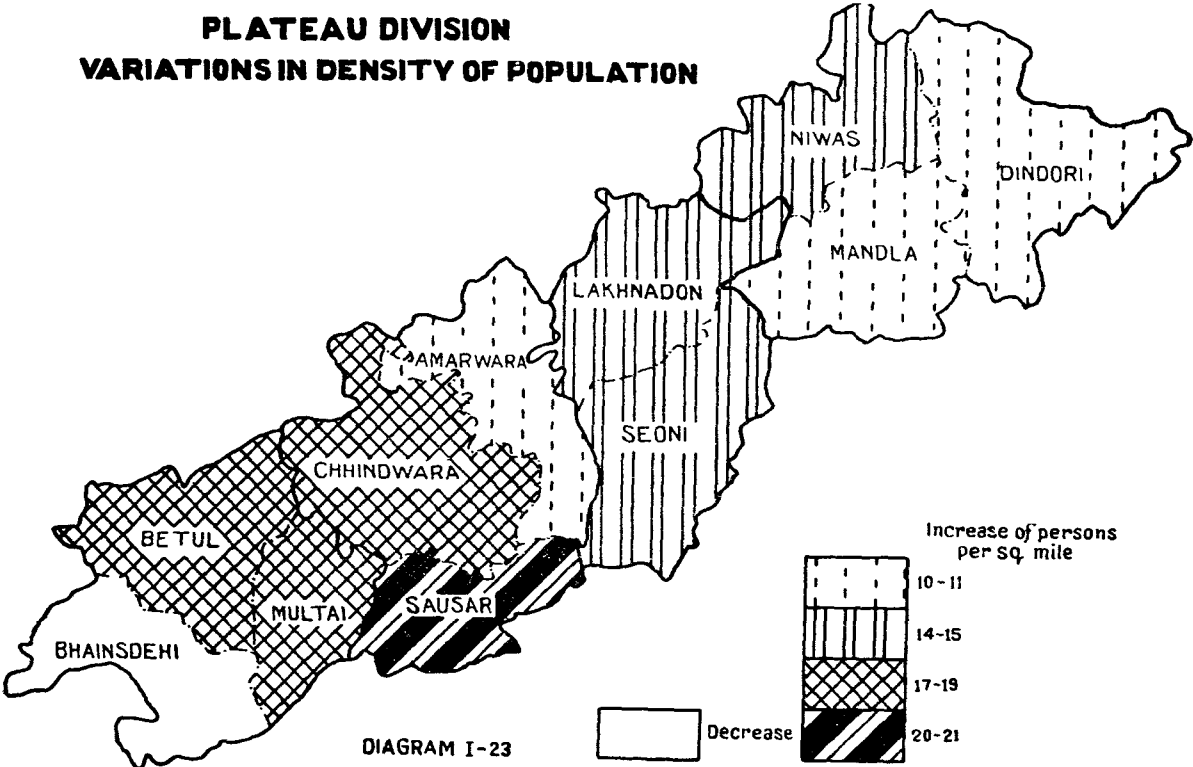 PLATEAU DIVISION
VARIATIONS IN DENSITY OF POPULATION
NIWAS
DINDORI
MANDLA
LAKHNADON
AMARWARA
SEONI
CHHINDWARA
BETUL
MULTAI
SAUSAR
BHAINSDEHI
Increase of persons
per sq. mile
10-11
14-15
17-19
20-21
Decrease
DIAGRAM I-23